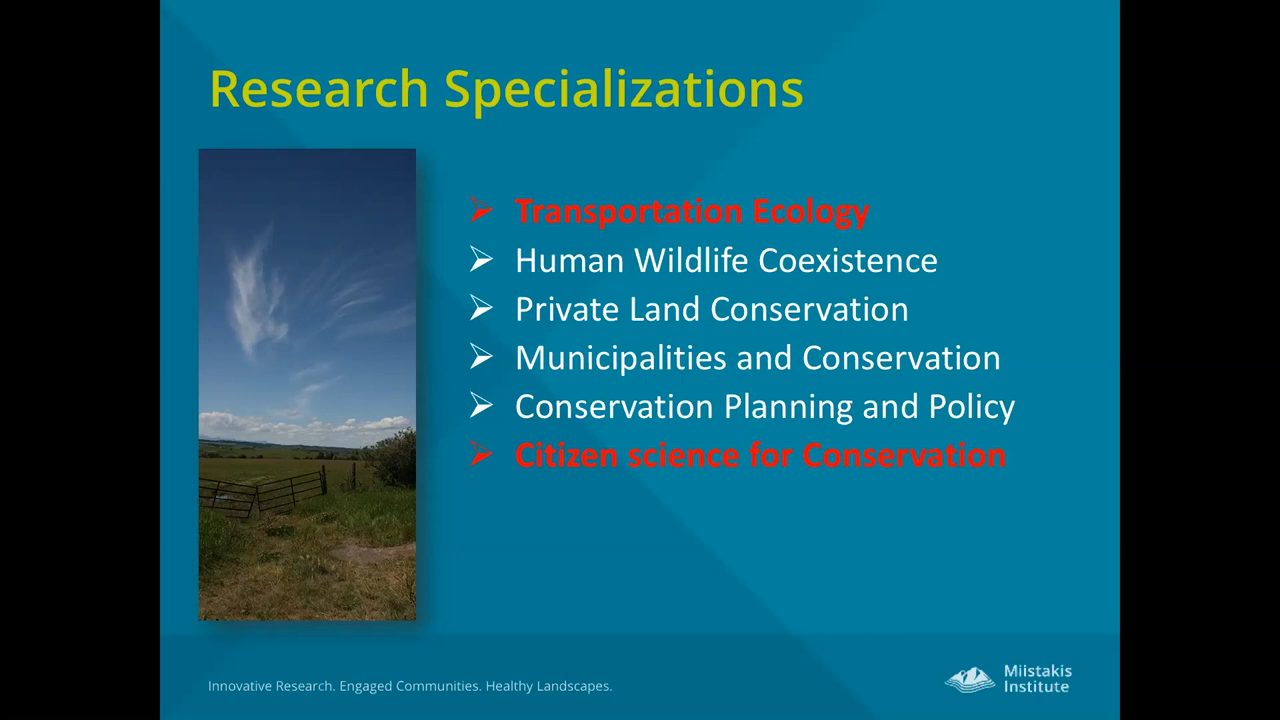 Research Specializations
Transportation Ecology
Human Wildlife Coexistence
Private Land Conservation
Municipalities and Conservation
Conservation Planning and Policy
Citizen science for Conservation
Innovative Research. Engaged Communities. Healthy Landscapes.
Miistakis
Institute